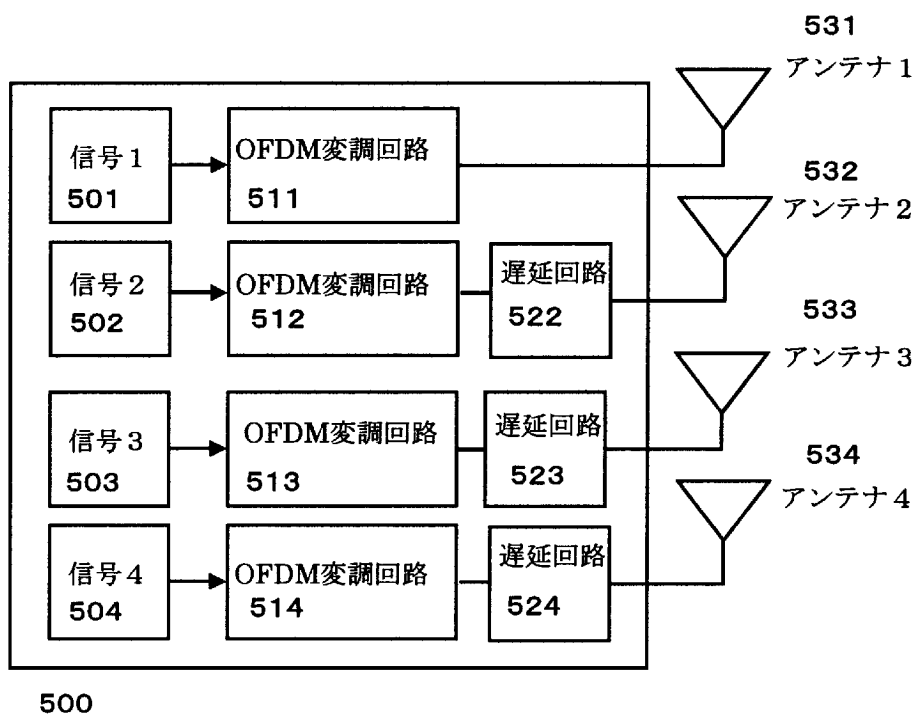 531
アンテナ1
信号1
501
OFDM変調回路
511
532
アンテナ2
信号2
502
OFDM変調回路
512
遅延回路
522
533
アンテナ3
信号3
503
OFDM変調回路
513
遅延回路
523
534
アンテナ4
信号4
504
OFDM変調回路
514
遅延回路
524
500